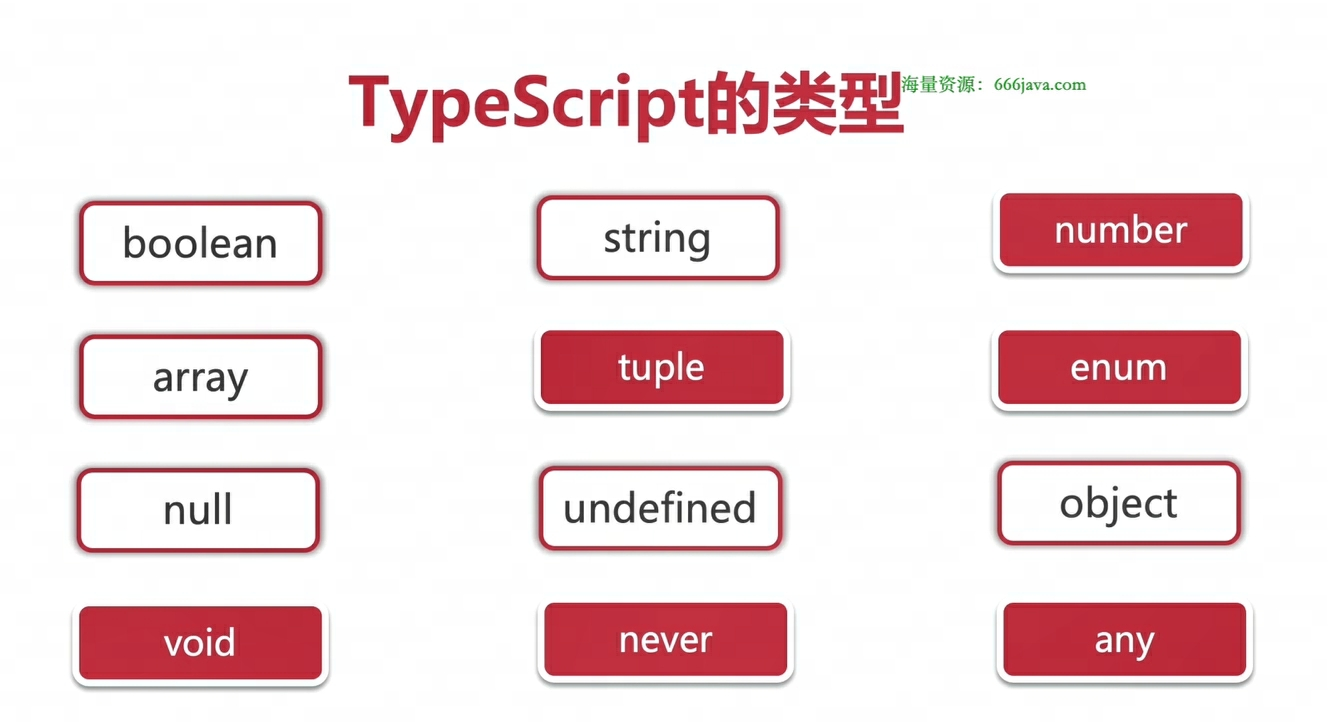 TypeScript的类型
海量资源：666java.com
boolean
string
number
array
tuple
enum
null
undefined
object
void
never
any